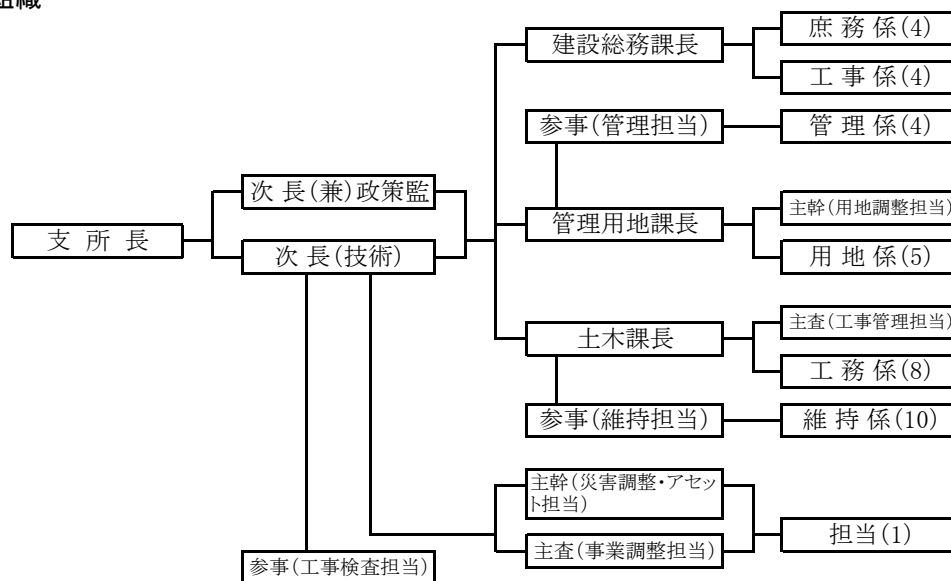 組織
支 所 長
次 長(兼)政策監
次 長(技術)
参事(工事検査担当)
建設総務課長
庶 務 係(4)
工 事 係(4)
参事(管理担当)
管 理 係(4)
管理用地課長
主幹(用地調整担当)
用 地 係(5)
土木課長
主査(工事管理担当)
工 務 係(8)
参事(維持担当)
維 持 係(10)
主幹(災害調整・アセッ
ト担当)
主査(事業調整担当)
担当(1)